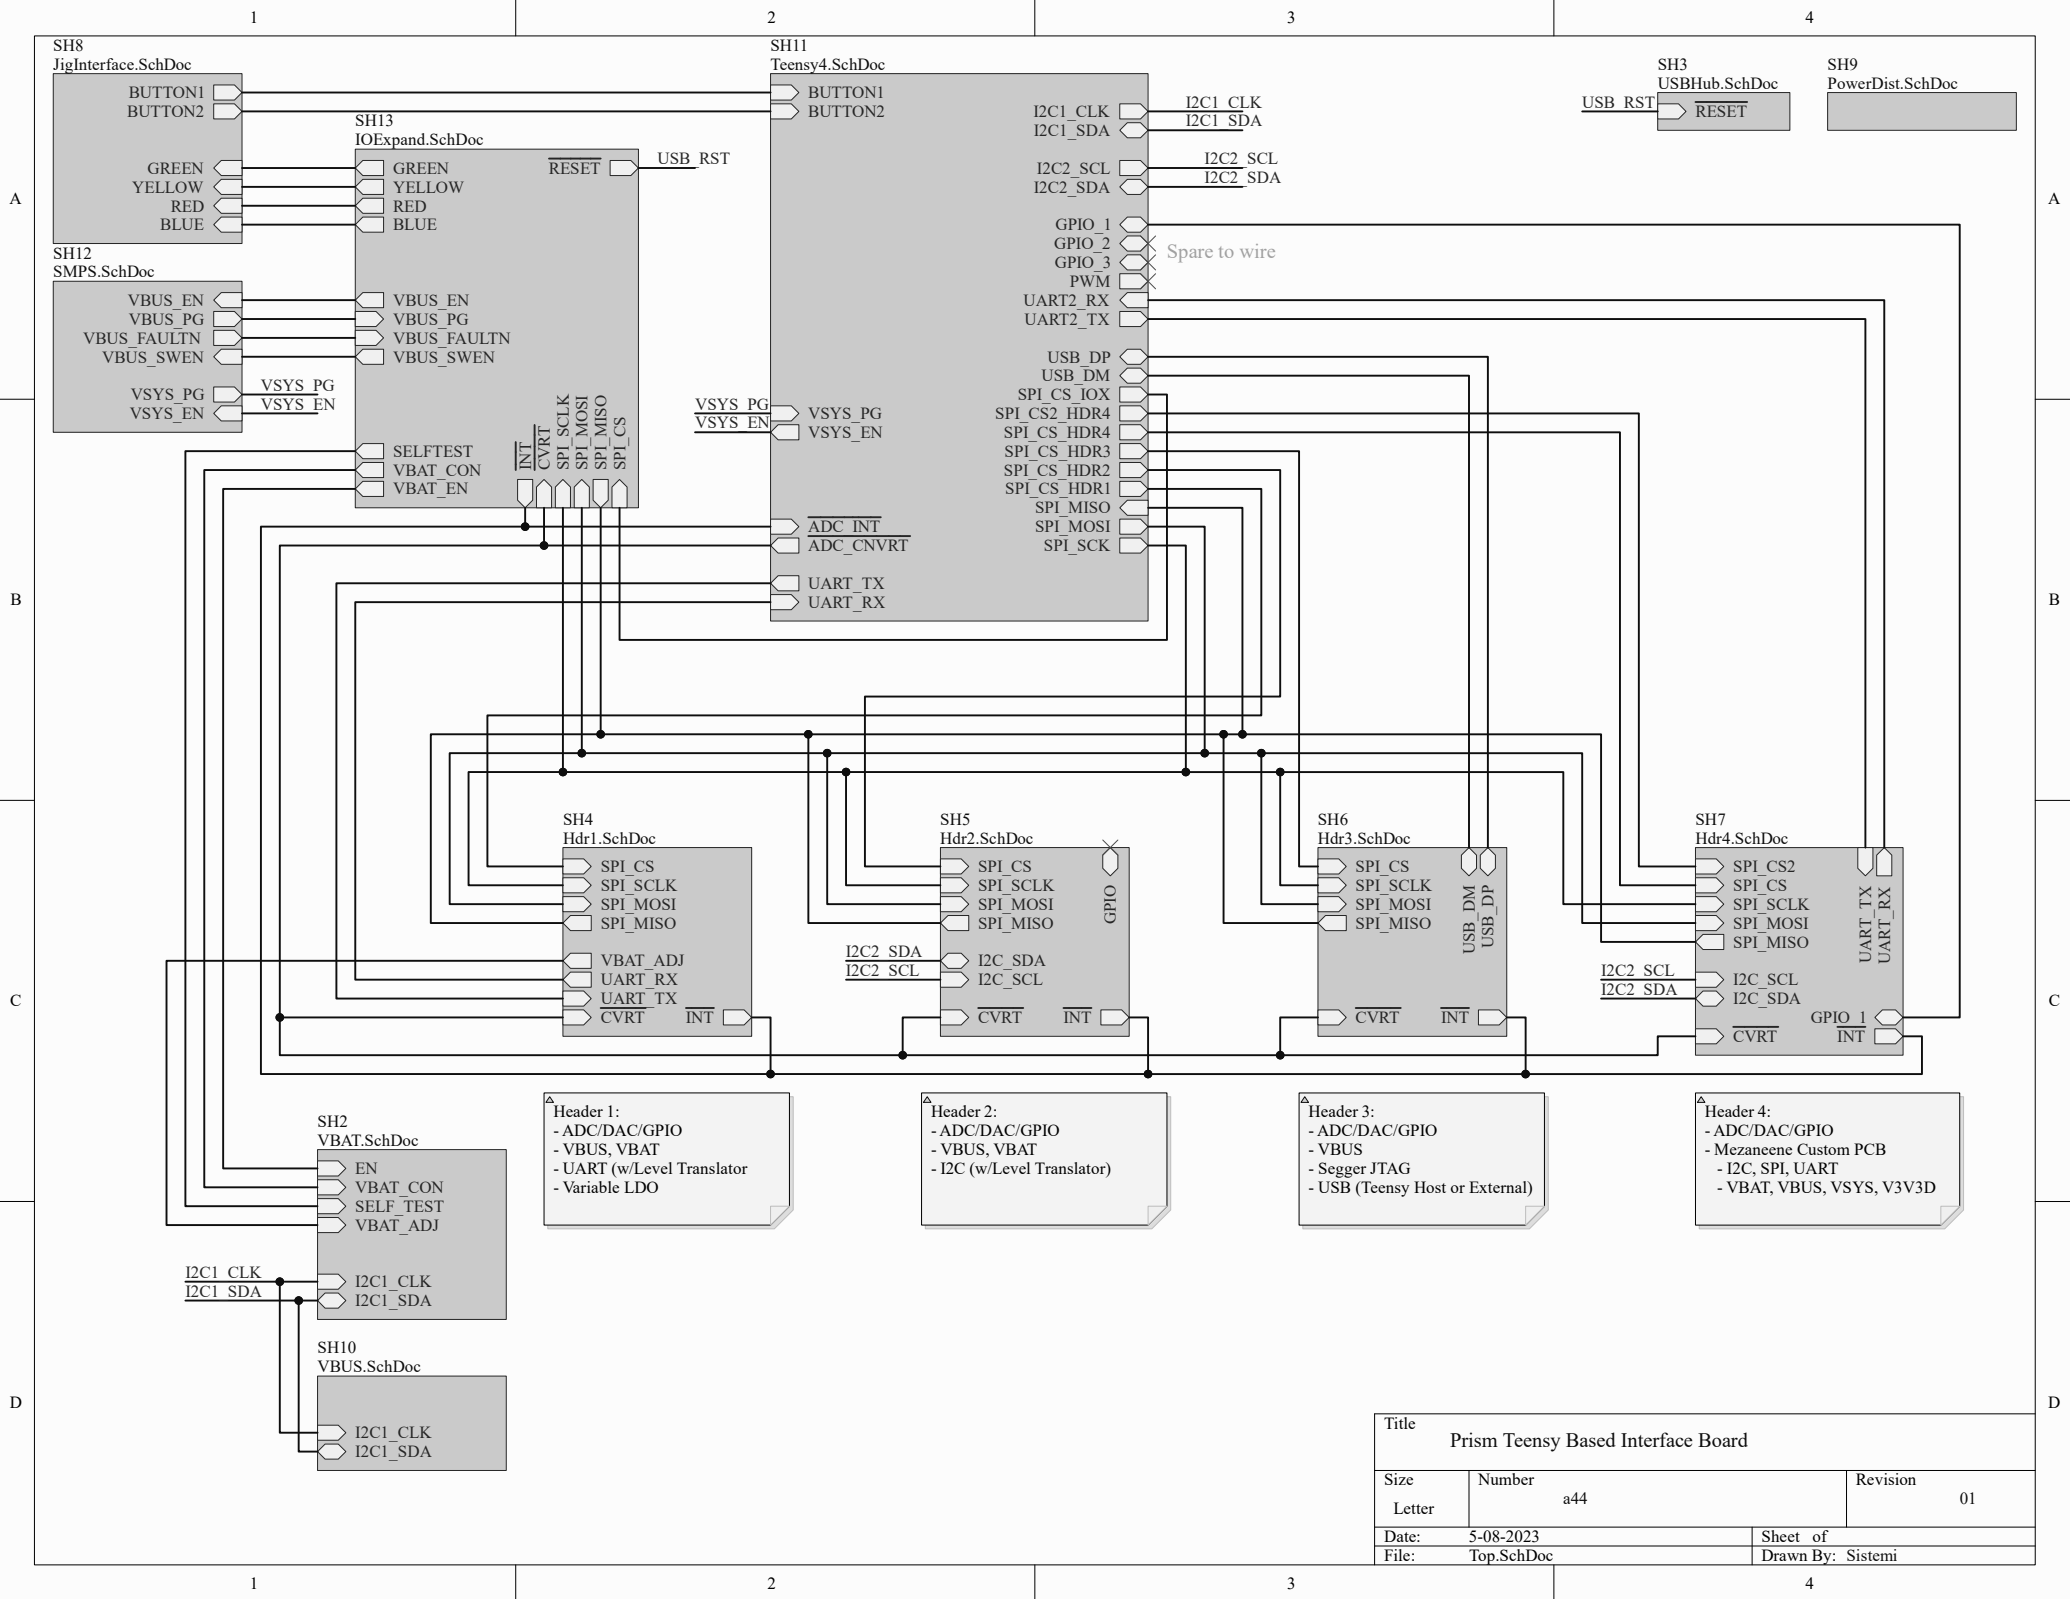 1 2 3 4
SH8
JigInterface.SchDoc
BUTTON1
BUTTON2
GREEN
YELLOW
RED
BLUE
SH12
SMPS.SchDoc
VBUS_EN
VBUS_PG
VBUS_FAULTN
VBUS_SWEN
VSYS_PG
VSYS_EN
VSYS_PG
VSYS_EN
SH13
IOExpand.SchDoc
GREEN
YELLOW
RED
BLUE
RESET
USB_RST
VBUS_EN
VBUS_PG
VBUS_FAULTN
VBUS_SWEN
SELFTEST
VBAT_CON
VBAT_EN
INT
CVRT
SPI_SCLK
SPI_MOSI
SPI_MISO
SPI_CS
SH11
Teensy4.SchDoc
BUTTON1
BUTTON2
VSYS_PG
VSYS_EN
VSYS_PG
VSYS_EN
ADC_INT
ADC_CNVRT
UART_TX
UART_RX
I2C1_CLK
I2C1_SDA
I2C2_SCL
I2C2_SDA
GPIO_1
GPIO_2
GPIO_3
PWM
UART2_RX
UART2_TX
USB_DP
USB_DM
SPI_CS_IOX
SPI_CS2_HDR4
SPI_CS_HDR4
SPI_CS_HDR3
SPI_CS_HDR2
SPI_CS_HDR1
SPI_MISO
SPI_MOSI
SPI_SCK
I2C1_CLK
I2C1_SDA
I2C2_SCL
I2C2_SDA
Spare to wire
SH3
USBHub.SchDoc
USB_RST
RESET
SH9
PowerDist.SchDoc
A A
B B
SH4
Hdr1.SchDoc
SPI_CS
SPI_SCLK
SPI_MOSI
SPI_MISO
VBAT_ADJ
UART_RX
UART_TX
CVRT INT
SH5
Hdr2.SchDoc
SPI_CS
SPI_SCLK
SPI_MOSI
SPI_MISO
GPIO
I2C2_SDA
I2C2_SCL
I2C_SDA
I2C_SCL
CVRT INT
SH6
Hdr3.SchDoc
SPI_CS
SPI_SCLK
SPI_MOSI
SPI_MISO
USB_DM
USB_DP
CVRT INT
SH7
Hdr4.SchDoc
SPI_CS2
SPI_CS
SPI_SCLK
SPI_MOSI
SPI_MISO
UART_TX
UART_RX
I2C2_SCL
I2C2_SDA
I2C_SCL
I2C_SDA
GPIO_1
CVRT INT
C C
Header 1:
- ADC/DAC/GPIO
- VBUS, VBAT
- UART (w/Level Translator
- Variable LDO
Header 2:
- ADC/DAC/GPIO
- VBUS, VBAT
- I2C (w/Level Translator)
Header 3:
- ADC/DAC/GPIO
- VBUS
- Segger JTAG
- USB (Teensy Host or External)
Header 4:
- ADC/DAC/GPIO
- Mezaneene Custom PCB
- I2C, SPI, UART
- VBAT, VBUS, VSYS, V3V3D
SH2
VBAT.SchDoc
EN
VBAT_CON
SELF_TEST
VBAT_ADJ
I2C1_CLK
I2C1_SDA
I2C1_CLK
I2C1_SDA
SH10
VBUS.SchDoc
I2C1_CLK
I2C1_SDA
D D
Title
Prism Teensy Based Interface Board
Size Number Revision
Letter a44 01
Date: 5-08-2023 Sheet of
File: Top.SchDoc Drawn By: Sistemi
1 2 3 4